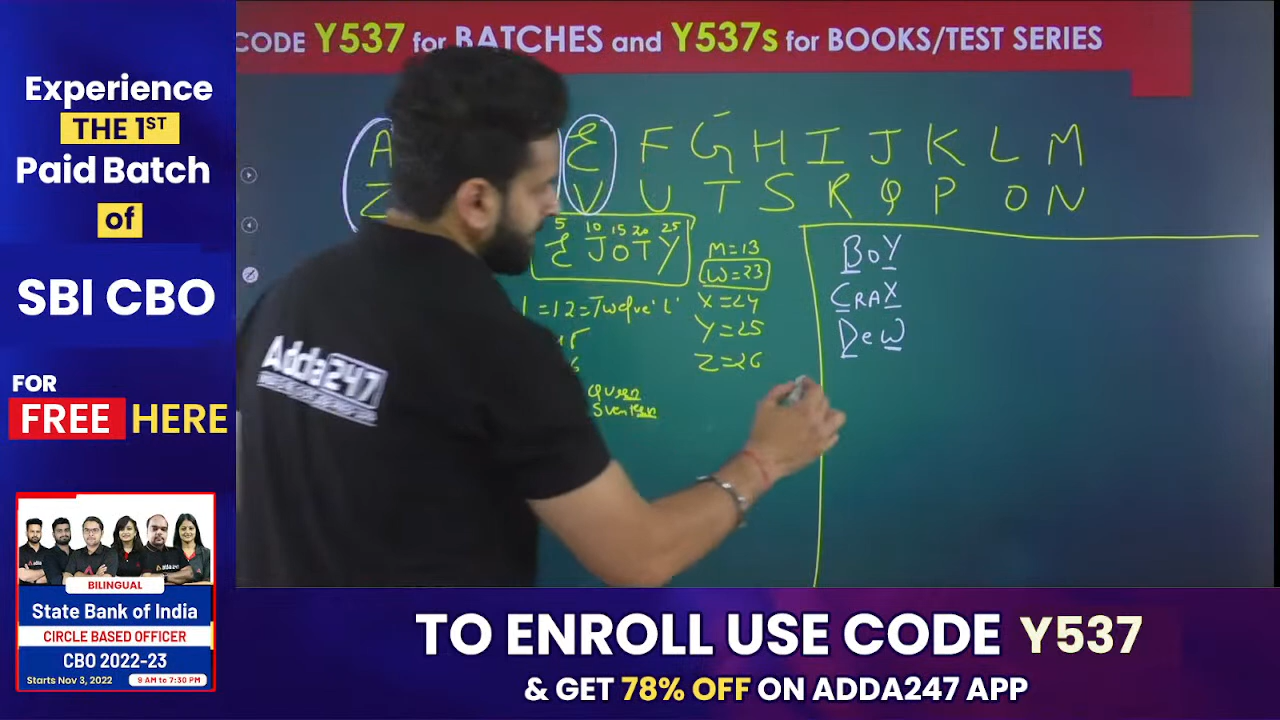 CODE Y537 for BATCHES and Y537s for BOOKS/TEST SERIES
Experience
THE 1ST
Paid Batch
of
SBI CBO
FOR
FREE HERE
A E F G H I J K L M
Z V U T S R Q P O N
5 10 15 20 25
E J O T Y
=12=Twelve 'L'
M=13
W=23
X=24
Y=25
Z=26
BOY
CRAX
DeW
Adda247
BILINGUAL
State Bank of India
CIRCLE BASED OFFICER
CBO 2022-23
Starts Nov 3, 2022 9 AM to 7:30 PM
TO ENROLL USE CODE Y537
& GET 78% OFF ON ADDA247 APP